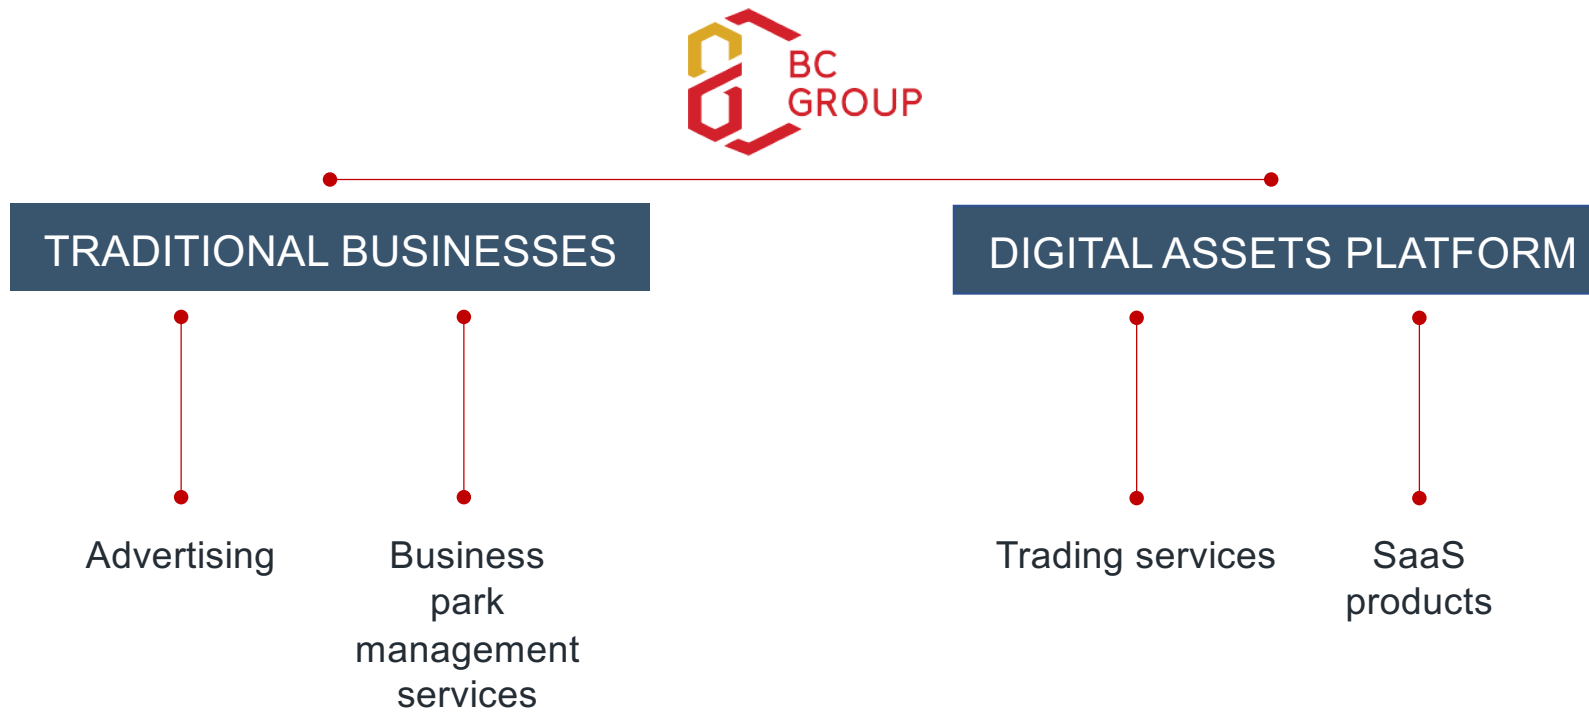 BC
GROUP
TRADITIONAL BUSINESSES
DIGITAL ASSETS PLATFORM
Advertising
Business
park
management
services
Trading services
SaaS
products